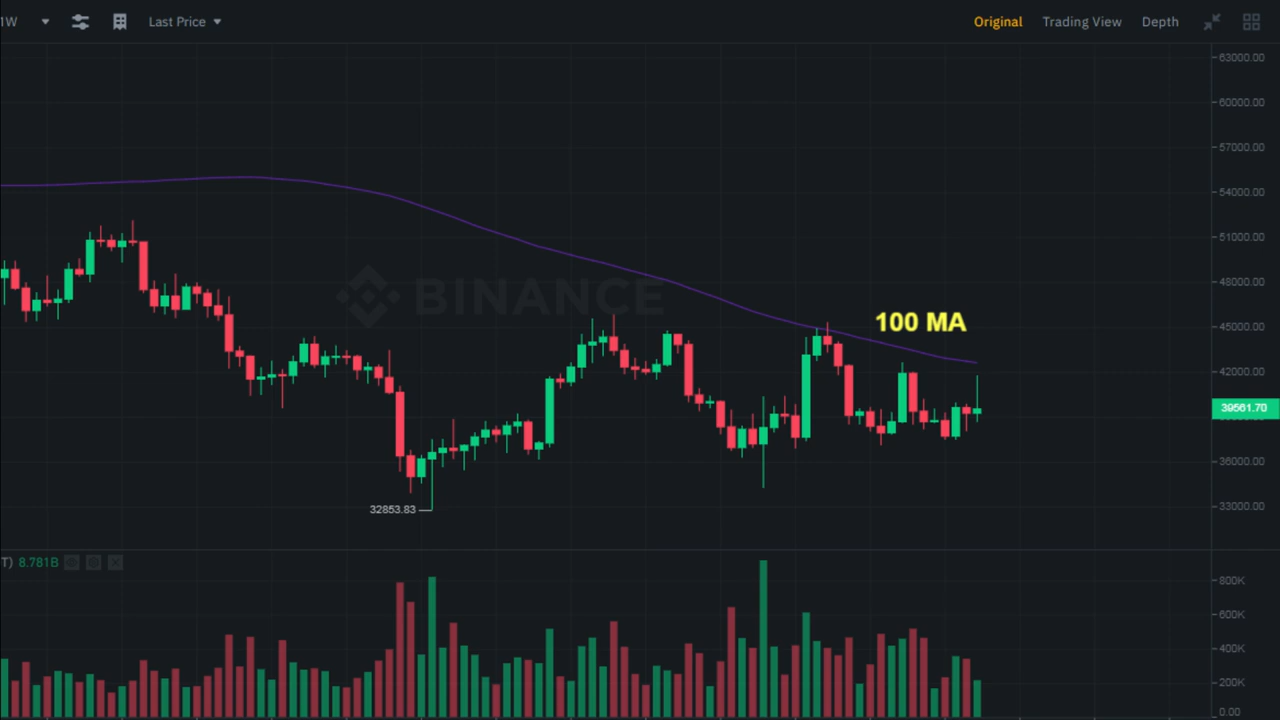 1W Last Price Original Trading View Depth
63000.00
60000.00
57000.00
54000.00
51000.00
48000.00
BINANCE
45000.00
100 MA
42000.00
39561.70
36000.00
32853.83
33000.00
T) 8.781B
800K
600K
400K
200K
0.00